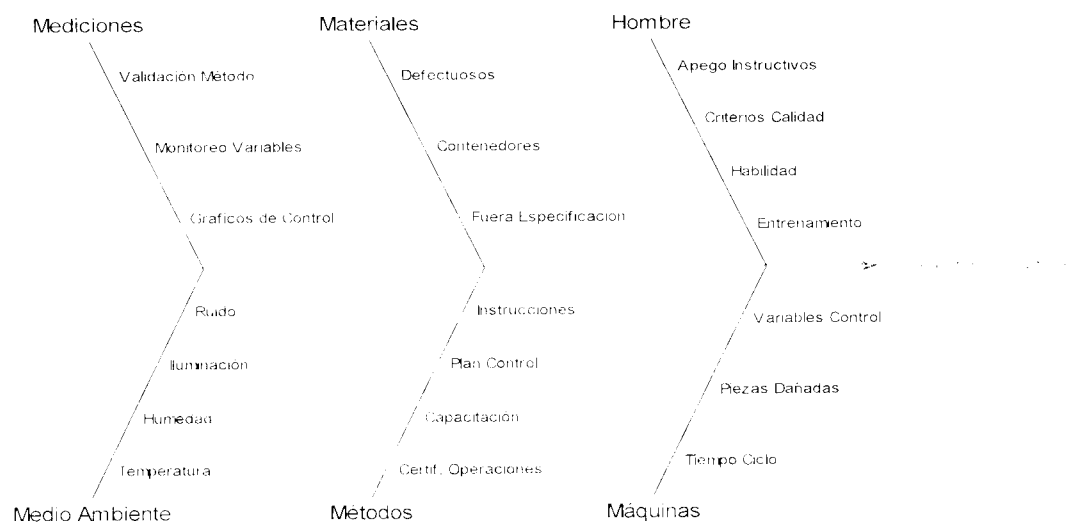 Mediciones
Materiales
Hombre
Validación Método
Monitoreo Variables
Gráficos de Control
Defectuosos
Contenedores
Fuera Especificación
Apego Instructivos
Criterios Calidad
Habilidad
Entrenamiento
Ruido
Iluminación
Humedad
Temperatura
Instrucciones
Plan Control
Capacitación
Certif. Operaciones
Variables Control
Piezas Dañadas
Tiempo Ciclo
Medio Ambiente
Métodos
Máquinas